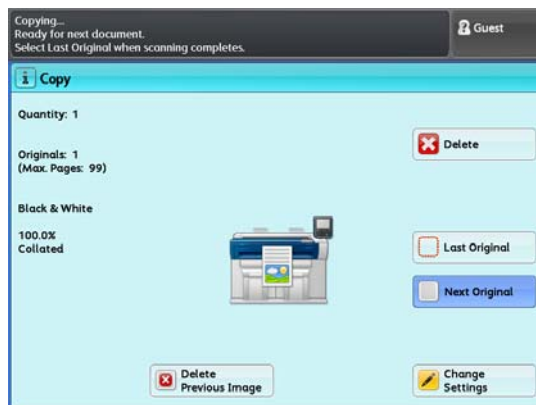 Copying...
Ready for next document.
Select Last Original when scanning completes.
Guest
i Copy
Quantity: 1
Delete
Originals: 1
(Max. Pages: 99)
Black & White
100.0%
Collated
Last Original
Next Original
Delete
Previous Image
Change
Settings